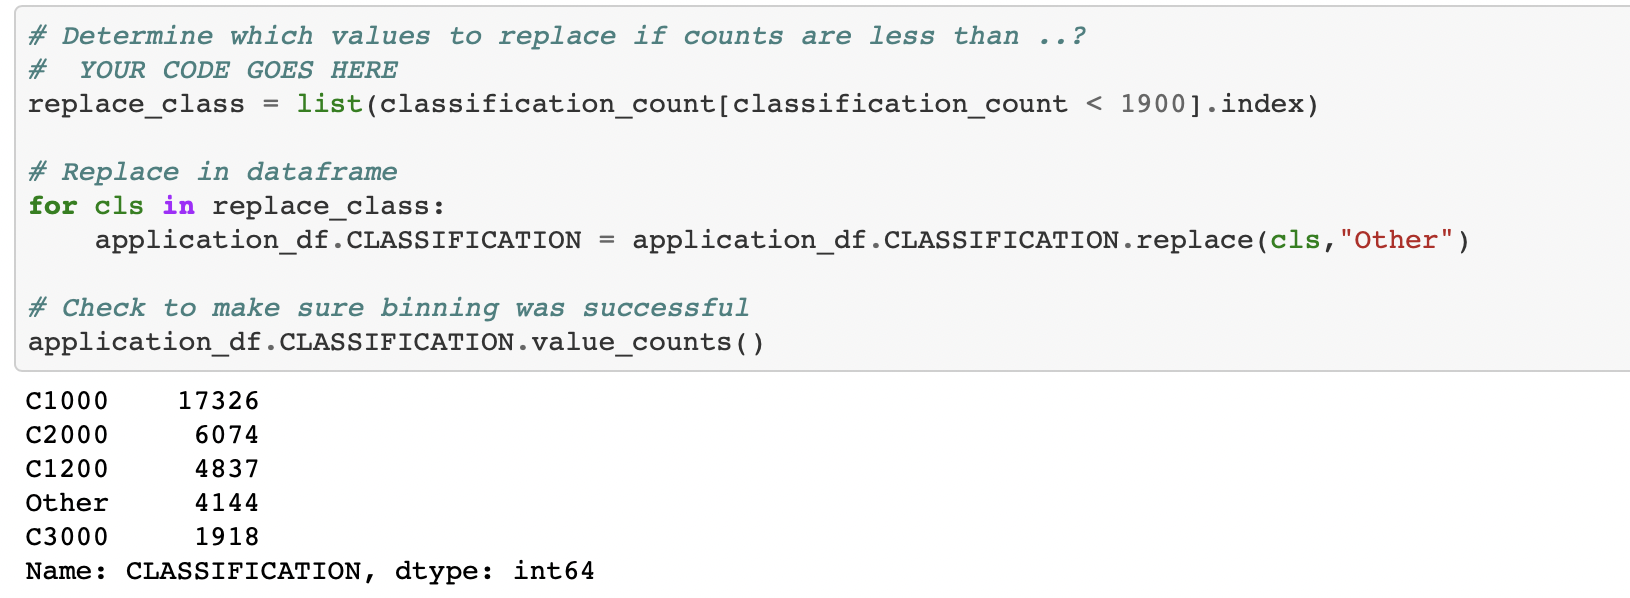 # Determine which values to replace if counts are less than ..?
#  YOUR CODE GOES HERE
replace_class = list(classification_count[classification_count < 1900].index)
# Replace in dataframe
for cls in replace_class:
    application_df.CLASSIFICATION = application_df.CLASSIFICATION.replace(cls,"Other")
# Check to make sure binning was successful
application_df.CLASSIFICATION.value_counts()
C1000    17326
C2000     6074
C1200     4837
Other     4144
C3000     1918
Name: CLASSIFICATION, dtype: int64